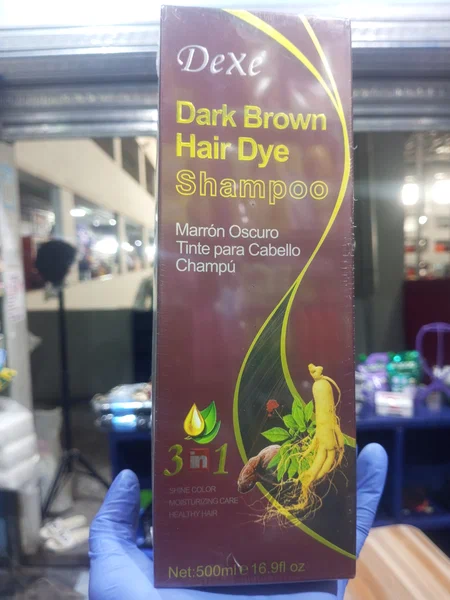 DeXe
Dark Brown
Hair Dye
Shampoo
Marrón Oscuro
Tinte para Cabello
Champú
3 in 1
SHINE COLOR
MOISTURIZING CARE
HEALTHY HAIR
Net:500ml e 16.9fl oz